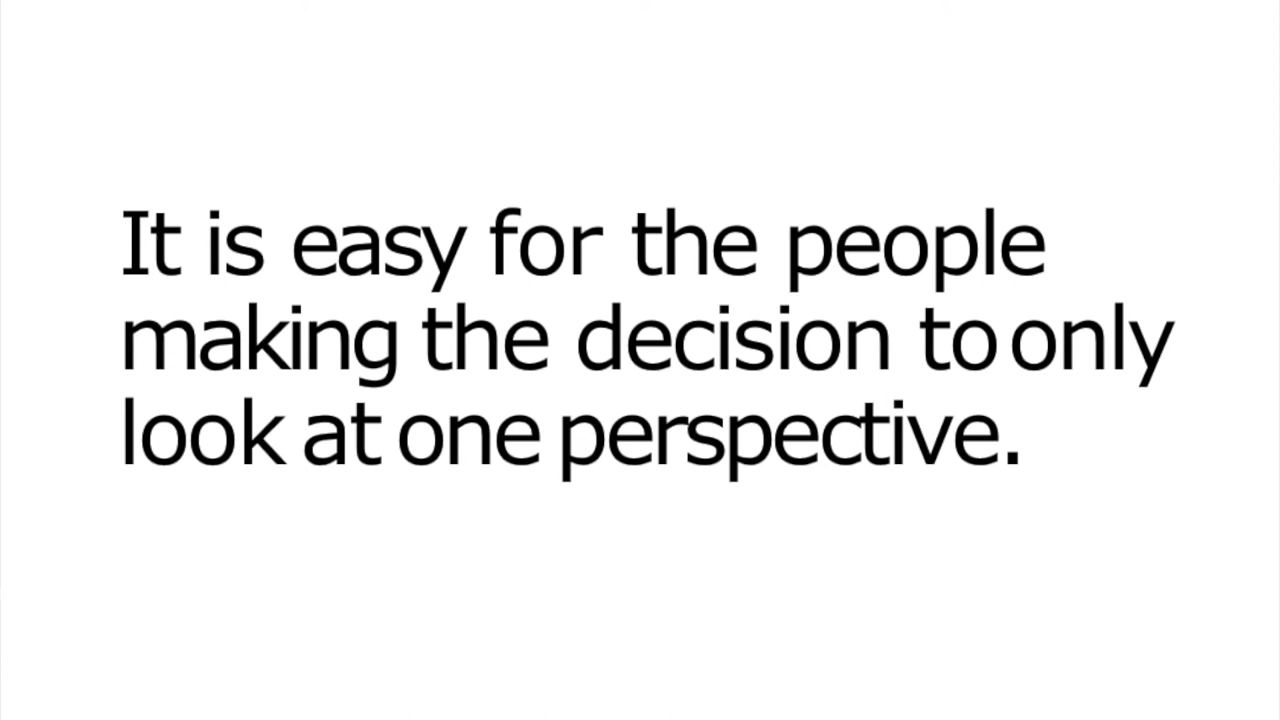 It is easy for the people
making the decision to only
look at one perspective.